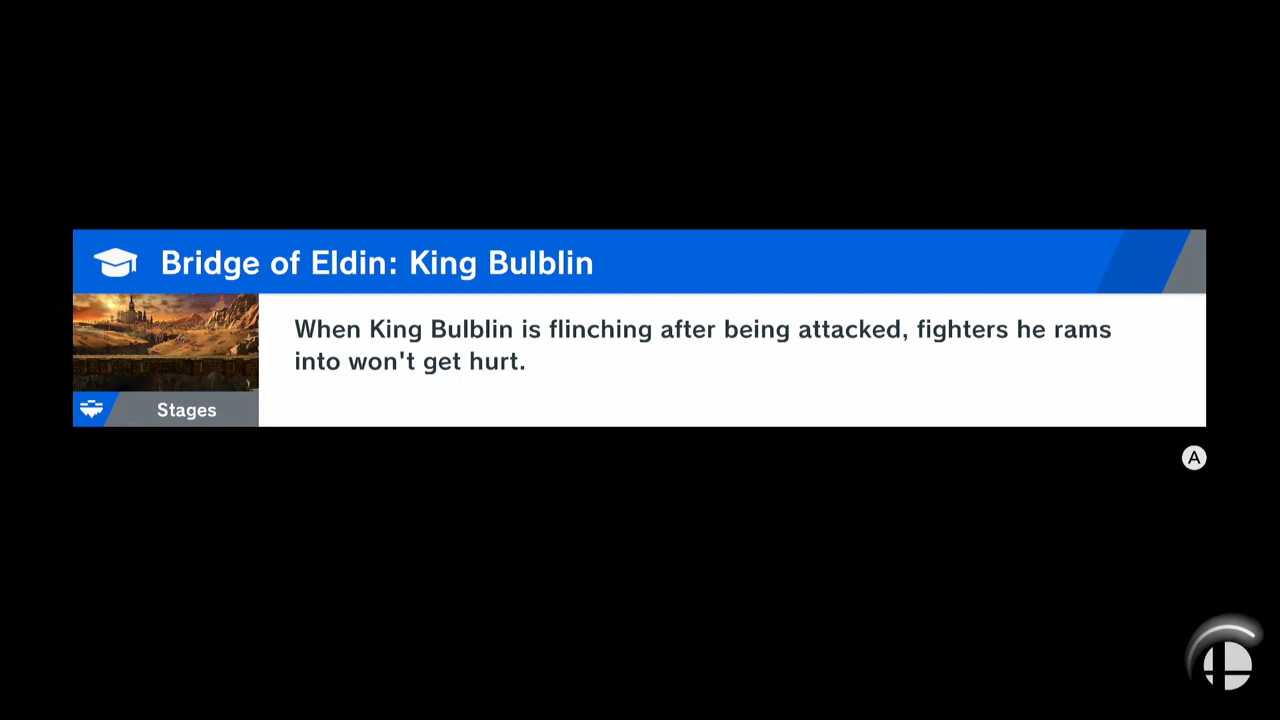 Bridge of Eldin: King Bulblin
When King Bulblin is flinching after being attacked, fighters he rams
into won't get hurt.
Stages
A